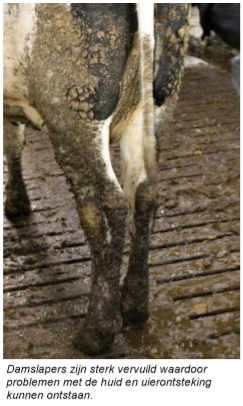 Damslapers zijn sterk vervuild waardoor
problemen met de huid en uierontsteking
kunnen ontstaan.